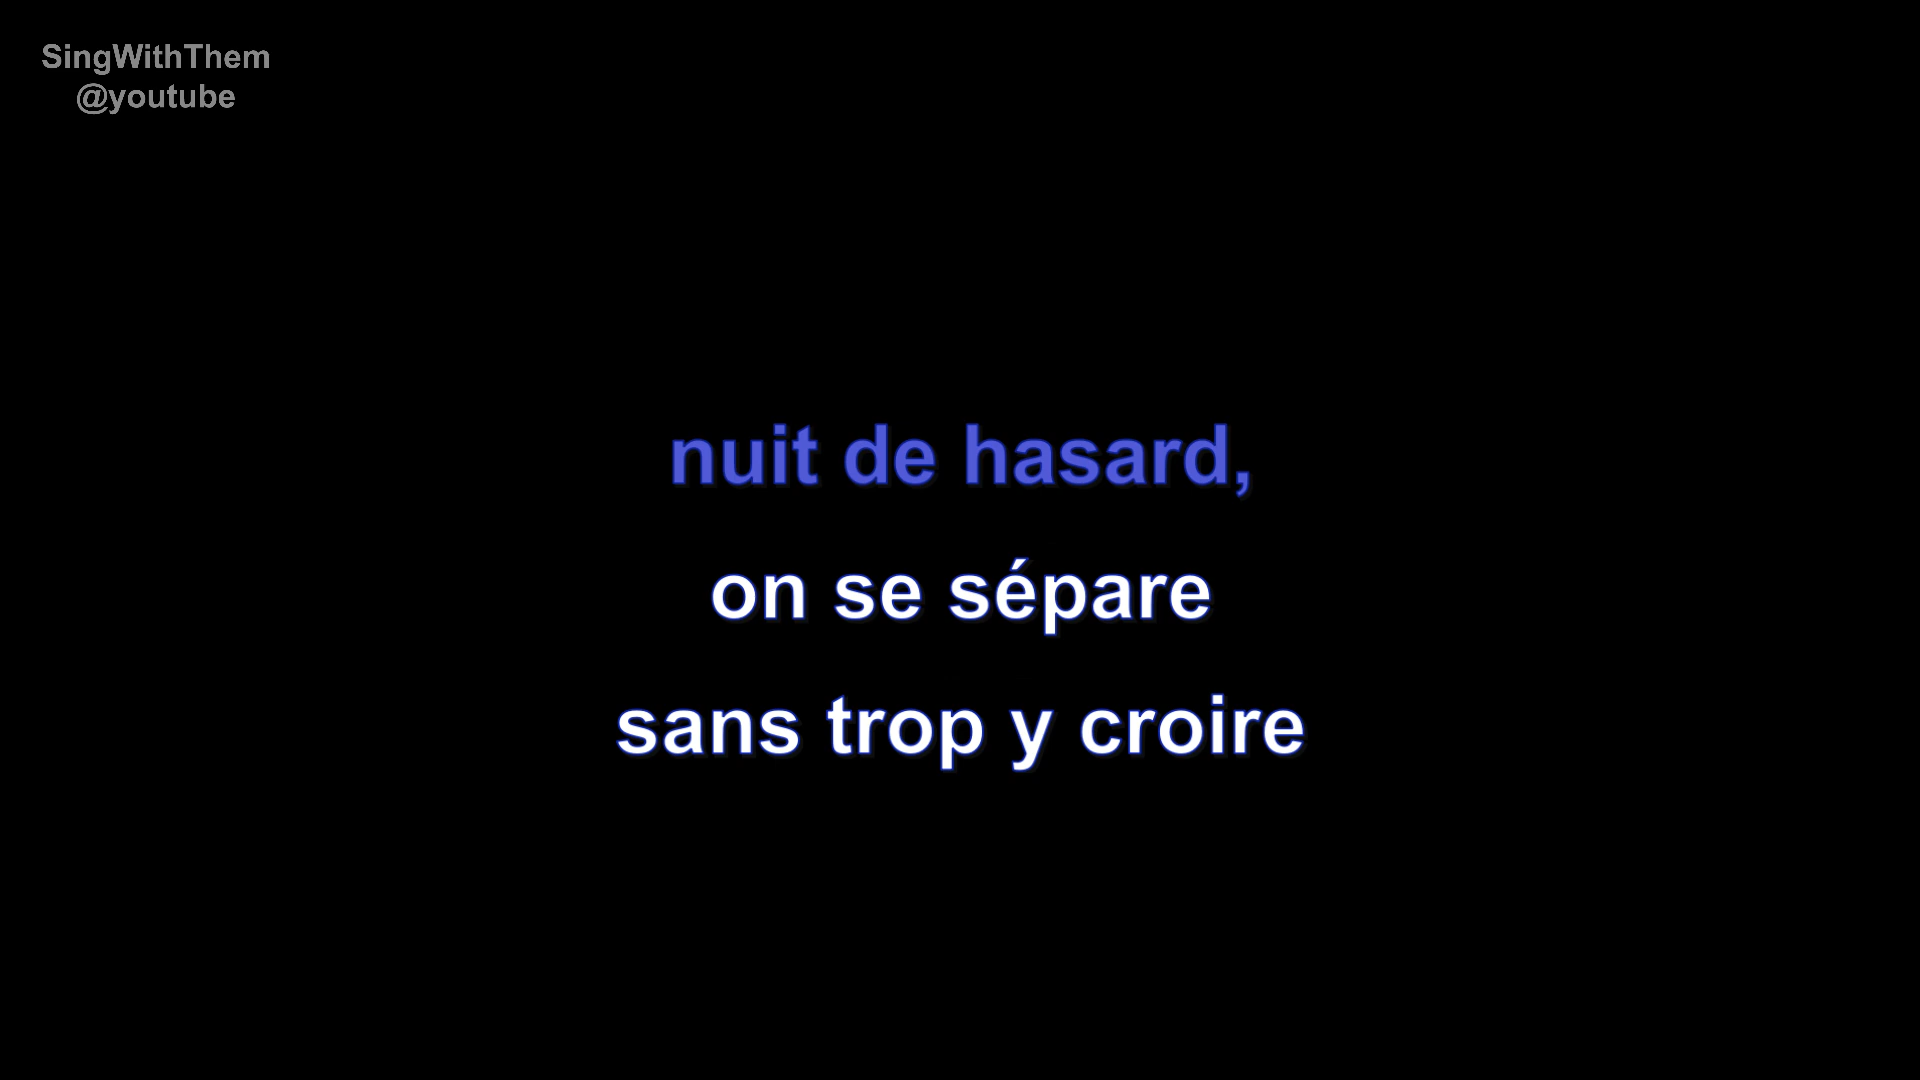 SingWithThem
@youtube
nuit de hasard,
on se sépare
sans trop y croire